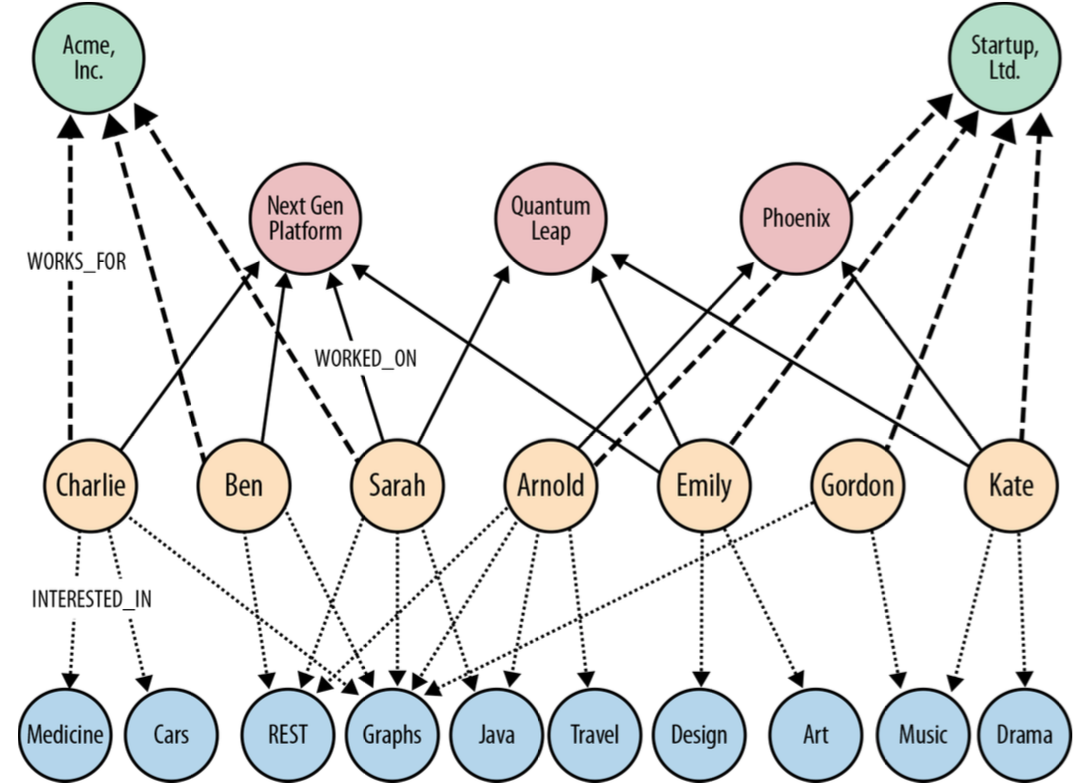 Acme,
Inc.
Startup,
Ltd.
Next Gen
Platform
Quantum
Leap
Phoenix
WORKS_FOR
WORKED_ON
Charlie
Ben
Sarah
Arnold
Emily
Gordon
Kate
INTERESTED_IN
Medicine
Cars
REST
Graphs
Java
Travel
Design
Art
Music
Drama